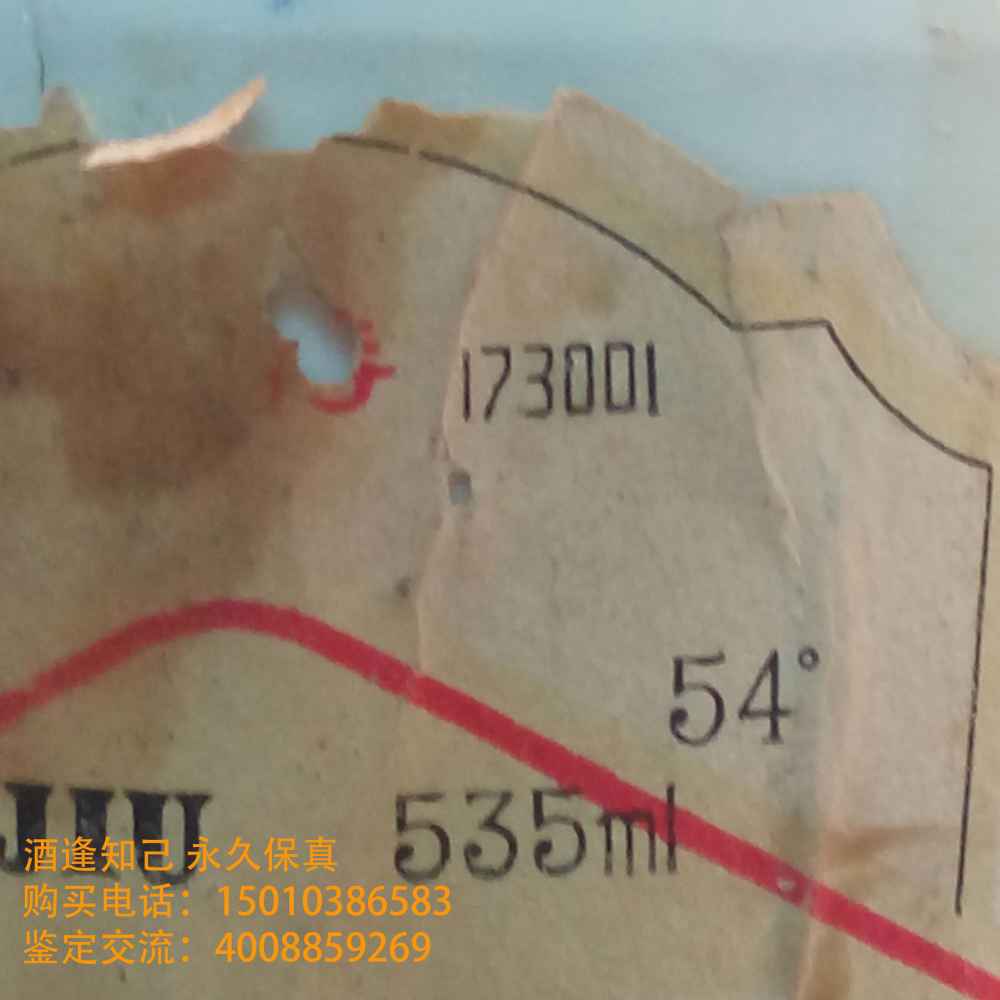 173001
54°
535ml
JIU
酒逢知己 永久保真
购买电话：15010386583
鉴定交流：4008859269